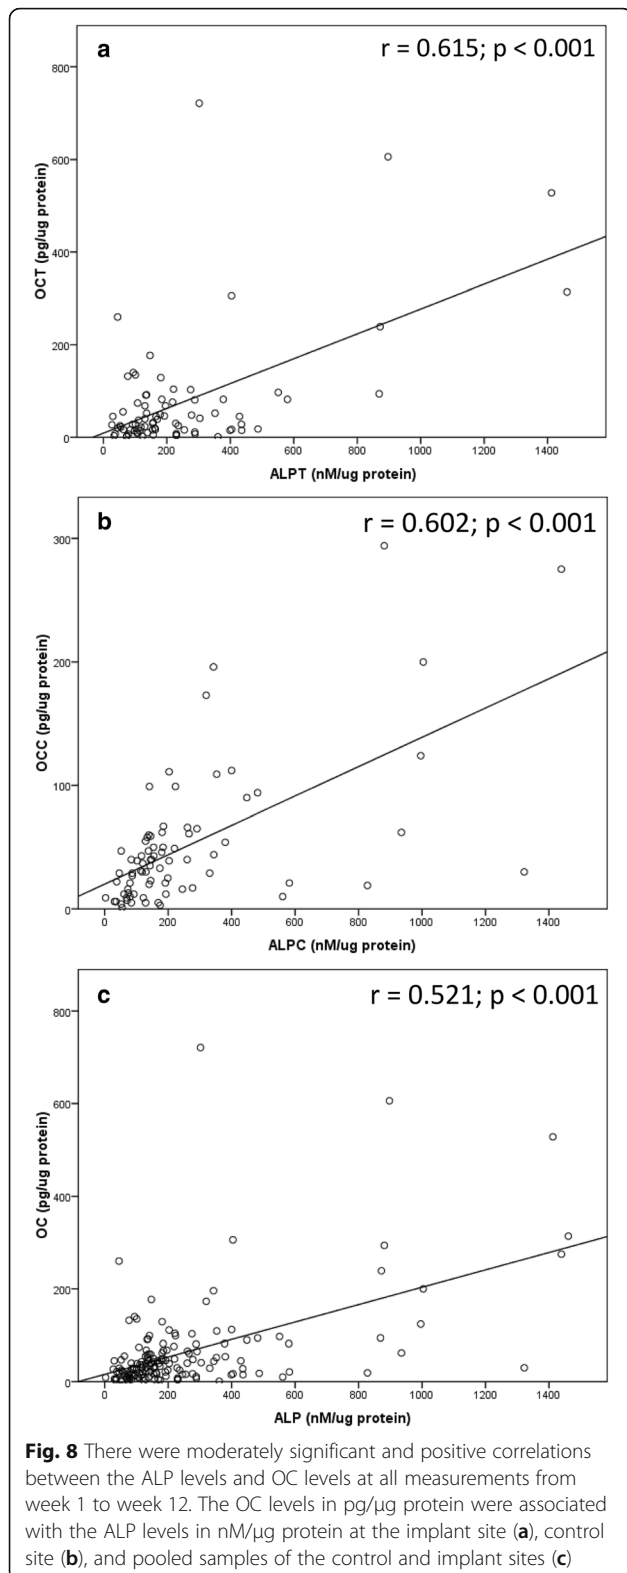 a
r = 0.615; p < 0.001
800
600
400
200
0
OCT (pg/ug protein)
0 200 400 600 800 1000 1200 1400
ALPT (nM/ug protein)
b
r = 0.602; p < 0.001
300
200
100
0
OCC (pg/ug protein)
0 200 400 600 800 1000 1200 1400
ALPC (nM/ug protein)
c
r = 0.521; p < 0.001
800
600
400
200
0
OC (pg/ug protein)
0 200 400 600 800 1000 1200 1400
ALP (nM/ug protein)
Fig. 8 There were moderately significant and positive correlations
between the ALP levels and OC levels at all measurements from
week 1 to week 12. The OC levels in pg/μg protein were associated
with the ALP levels in nM/μg protein at the implant site (a), control
site (b), and pooled samples of the control and implant sites (c)